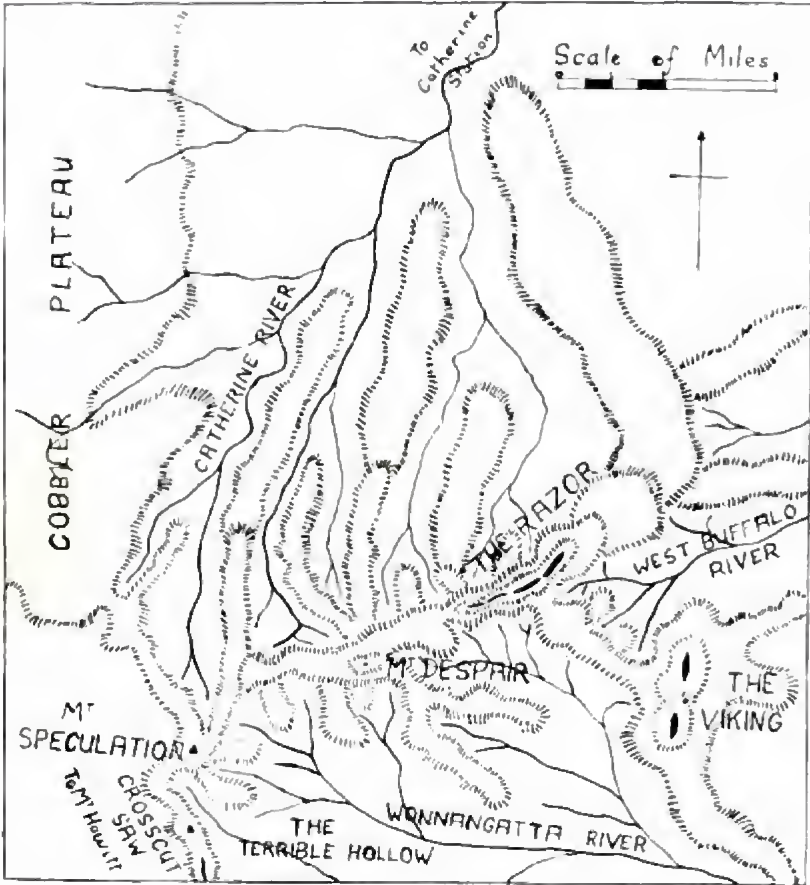 To
Catherine
Station
Scale of Miles
COBBLER PLATEAU
CATHERINE RIVER
THE RAZOR
WEST BUFFALO
RIVER
MT DESPAIR
THE
VIKING
MT
SPECULATION
CROSSCUT
SAW
To Mt Howitt
THE
TERRIBLE HOLLOW
WONNANGATTA RIVER